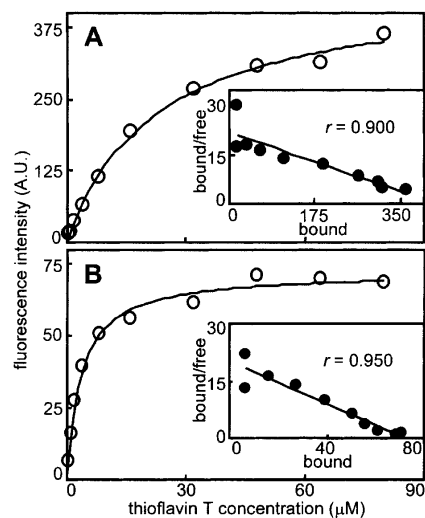 A
fluorescence intensity (A.U.)
375
250
125
0
bound/free
30
15
0
r = 0.900
0 175 350
bound
B
75
50
25
0
bound/free
30
15
0
r = 0.950
0 40 80
bound
0 30 60 90
thioflavin T concentration (μM)